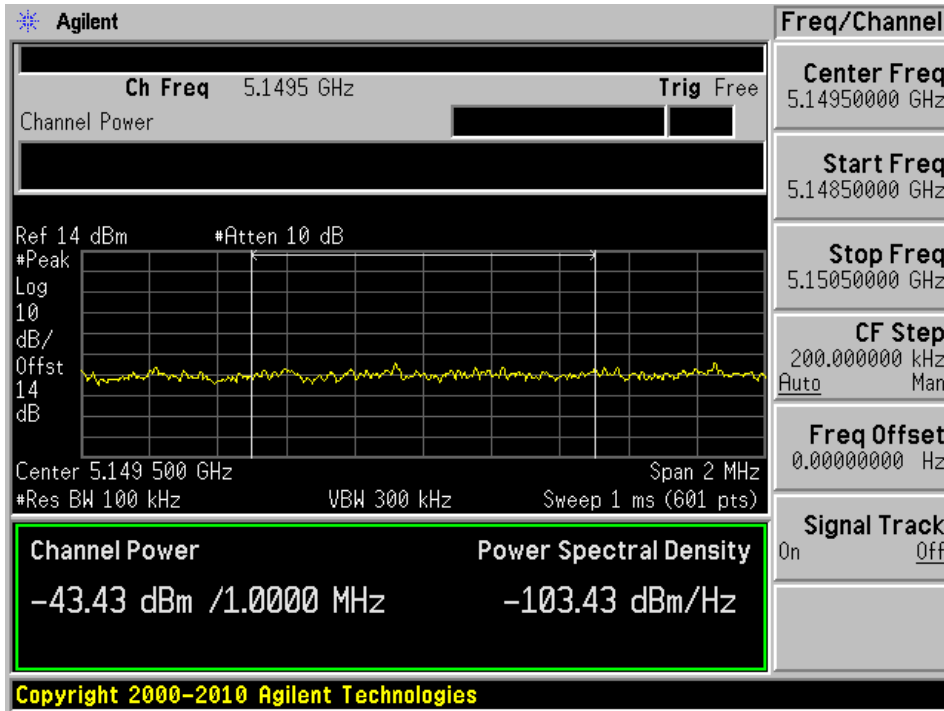 Agilent
Ch Freq 5.1495 GHz Trig Free
Channel Power
Ref 14 dBm #Atten 10 dB
#Peak
Log
10
dB/
Offst
14
dB
Center 5.149 500 GHz Span 2 MHz
#Res BW 100 kHz VBW 300 kHz Sweep 1 ms (601 pts)
Channel Power Power Spectral Density
-43.43 dBm /1.0000 MHz -103.43 dBm/Hz
Copyright 2000-2010 Agilent Technologies
Freq/Channel
Center Freq
5.14950000 GHz
Start Freq
5.14850000 GHz
Stop Freq
5.15050000 GHz
CF Step
200.000000 kHz
Auto Man
Freq Offset
0.00000000 Hz
Signal Track
On Off